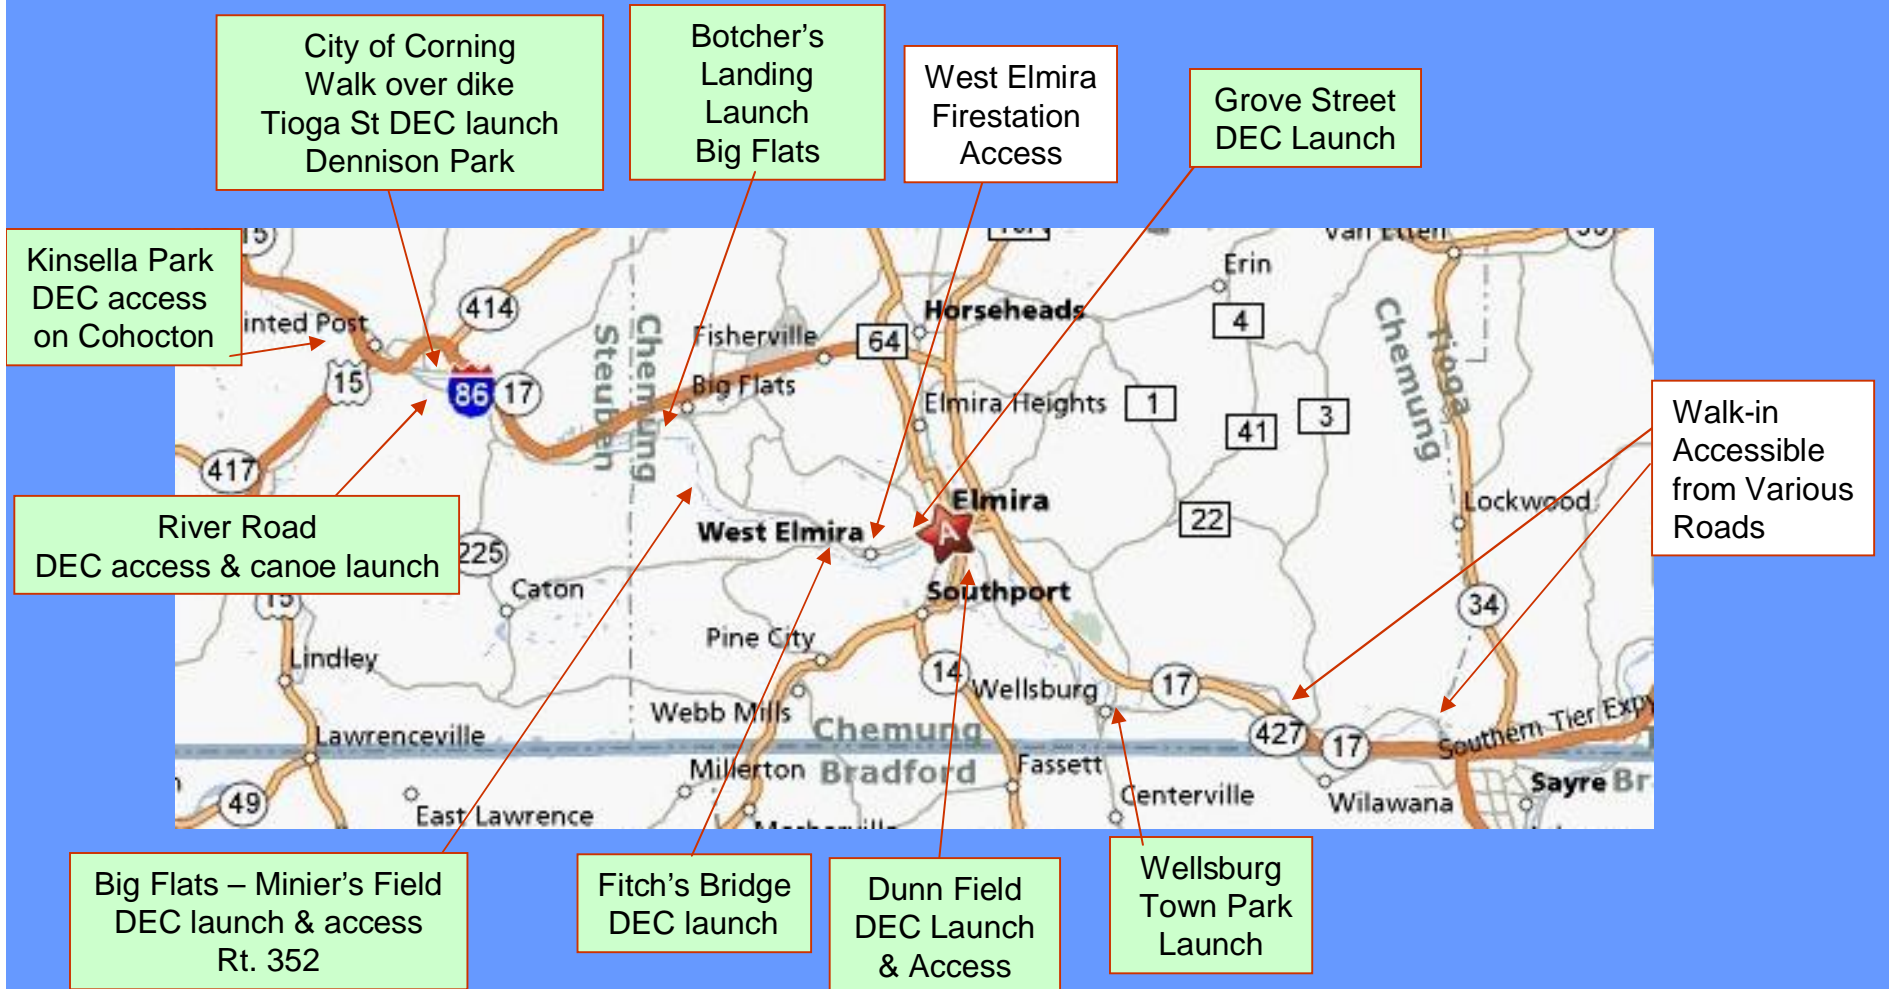 City of Corning
Walk over dike
Tioga St DEC launch
Dennison Park
Botcher’s
Landing
Launch
Big Flats
West Elmira
Firestation
Access
Grove Street
DEC Launch
Kinsella Park
DEC access
on Cohocton
River Road
DEC access & canoe launch
Walk-in
Accessible
from Various
Roads
Big Flats – Minier’s Field
DEC launch & access
Rt. 352
Fitch’s Bridge
DEC launch
Dunn Field
DEC Launch
& Access
Wellsburg
Town Park
Launch
15
inted Post
414
15
86
17
417
Steuben
Chemung
Fisherville
Big Flats
64
Horseheads
Elmira Heights
Erin
4
1
41
3
22
Van Etten
Chemung
Tioga
Lockwood
34
Elmira
A
West Elmira
Southport
225
Caton
15
Lindley
Pine City
Webb Mills
14
Wellsburg
17
427
17
Southern Tier Expy
Lawrenceville
Chemung
Bradford
Millerton
Fassett
Centerville
Wilawana
Sayre
Br
49
East Lawrence